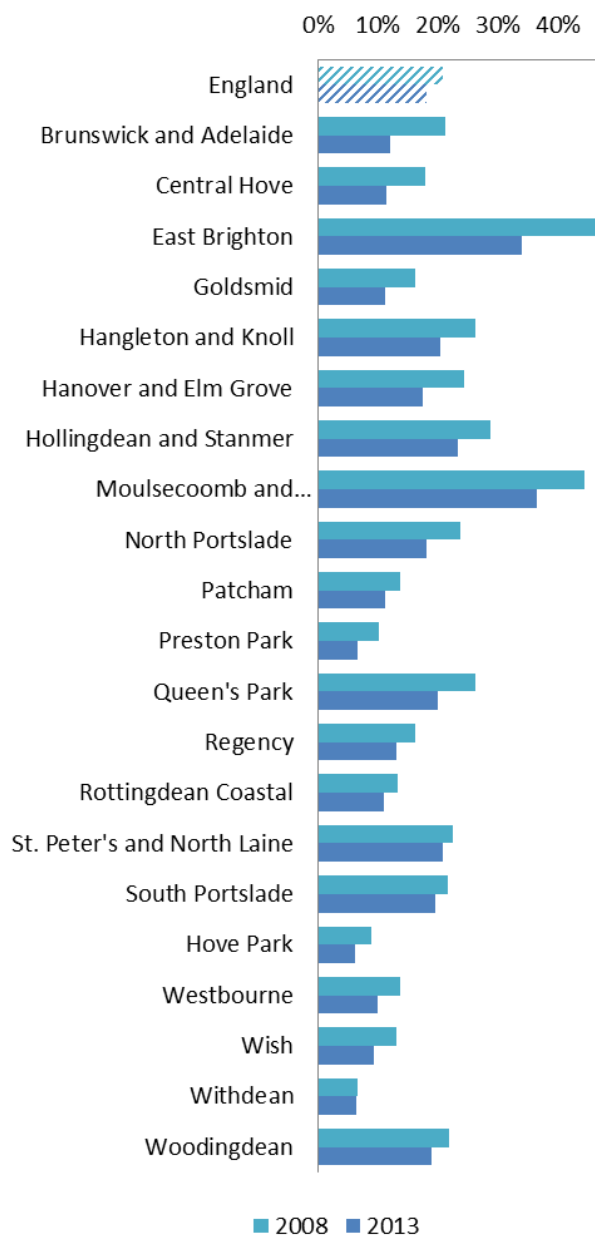 0% 10% 20% 30% 40%
England
Brunswick and Adelaide
Central Hove
East Brighton
Goldsmid
Hangleton and Knoll
Hanover and Elm Grove
Hollingdean and Stanmer
Moulsecoomb and...
North Portslade
Patcham
Preston Park
Queen's Park
Regency
Rottingdean Coastal
St. Peter's and North Laine
South Portslade
Hove Park
Westbourne
Wish
Withdean
Woodingdean
2008 2013